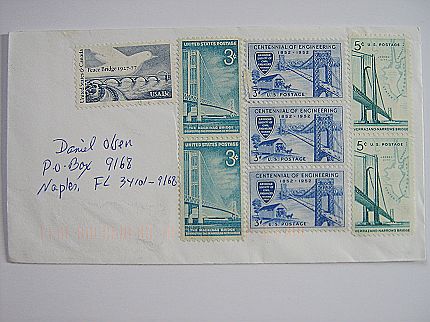 United States & Canada
Peace Bridge 1927-77
USA 13c
UNITED STATES POSTAGE
3¢
THE MACKINAC BRIDGE
UNITED STATES POSTAGE
3¢
THE MACKINAC BRIDGE
CENTENNIAL OF ENGINEERING
1852-1952
3¢
U.S. POSTAGE
CENTENNIAL OF ENGINEERING
1852-1952
3¢
U.S. POSTAGE
CENTENNIAL OF ENGINEERING
1852-1952
3¢
U.S. POSTAGE
5¢ U.S. POSTAGE
VERRAZANO-NARROWS BRIDGE
5¢ U.S. POSTAGE
VERRAZANO-NARROWS BRIDGE
Daniel Olsen
P.O. Box 9168
Naples, FL 34101-9168